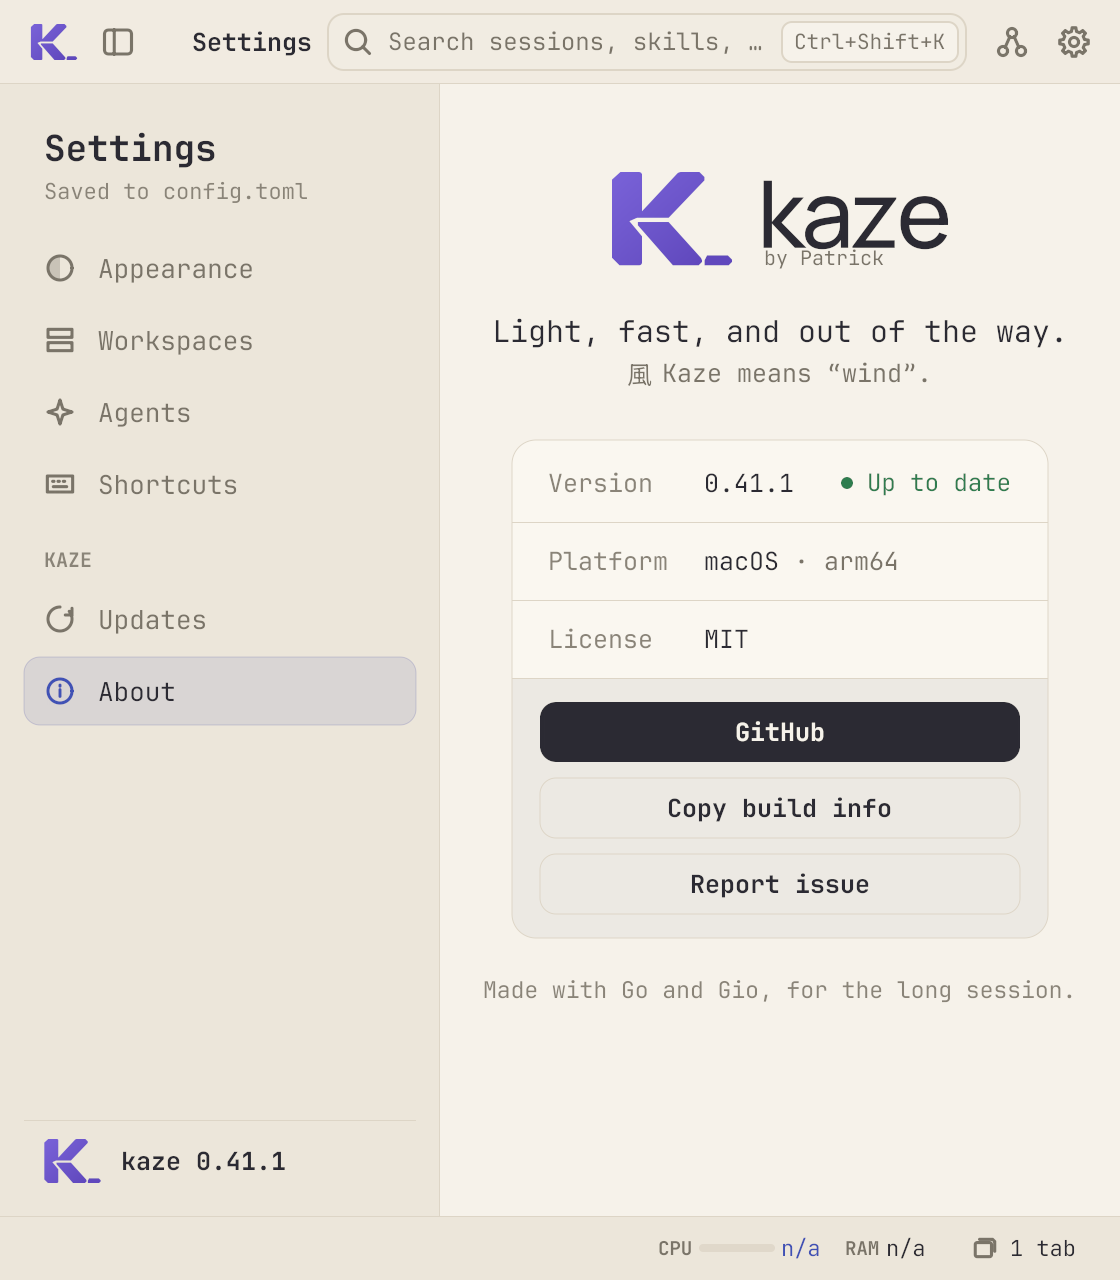 Settings
Search sessions, skills, …
Ctrl+Shift+K
Settings
Saved to config.toml
Appearance
Workspaces
Agents
Shortcuts
KAZE
Updates
About
kaze 0.41.1
K_ kaze
by Patrick
Light, fast, and out of the way.
風 Kaze means “wind”.
Version 0.41.1 Up to date
Platform macOS · arm64
License MIT
GitHub
Copy build info
Report issue
Made with Go and Gio, for the long session.
CPU n/a RAM n/a 1 tab